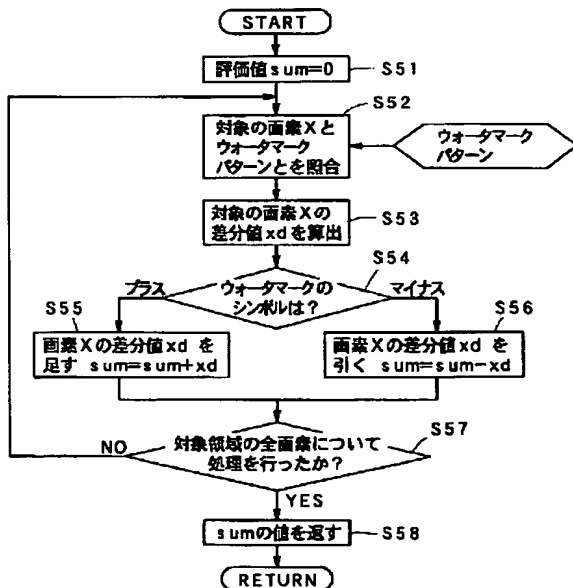 START
評価値sum=0
S51
S52
対象の画素Xと
ウォータマーク
パターンとを照合
ウォータマーク
パターン
対象の画素Xの
差分値xdを算出
S53
S54
ウォータマークの
シンボルは？
プラス
マイナス
S55
画素Xの差分値xd を
足す sum=sum+xd
S56
画素Xの差分値xd を
引く sum=sum-xd
S57
対象領域の全画素について
処理を行ったか？
NO
YES
sumの値を返す
S58
RETURN